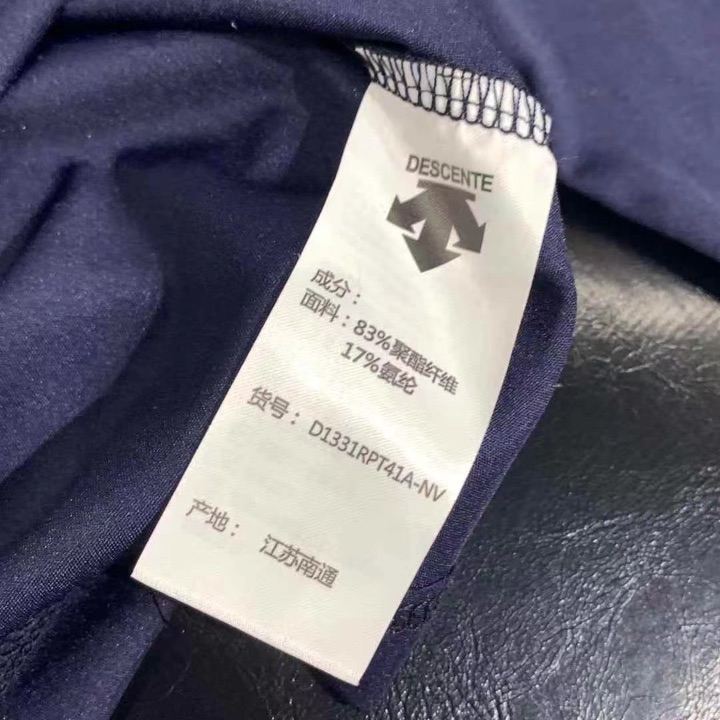 DESCENTE
成分：
面料：83%聚酯纤维
17%氨纶
货号：D1331RPT41A-NV
产地：江苏南通